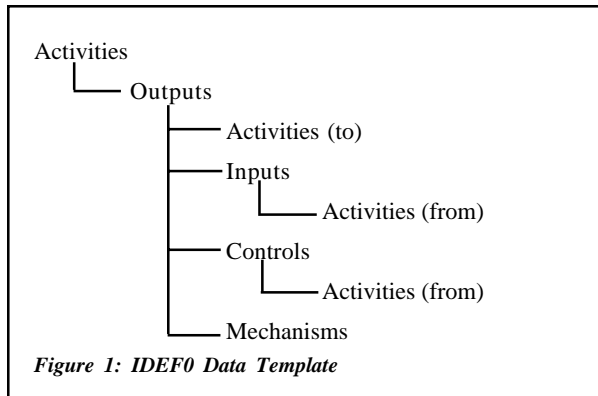 Activities
Outputs
Activities (to)
Inputs
Activities (from)
Controls
Activities (from)
Mechanisms
Figure 1: IDEF0 Data Template